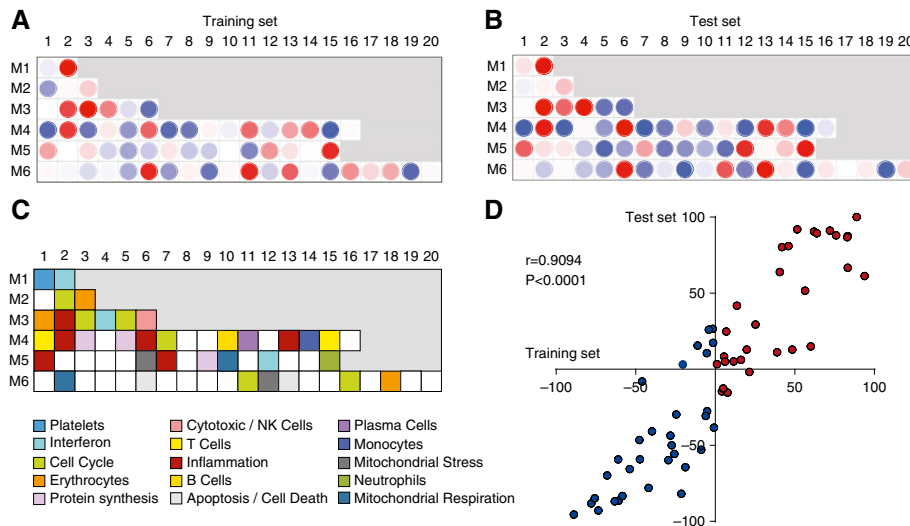 A
Training set
1 2 3 4 5 6 7 8 9 10 11 12 13 14 15 16 17 18 19 20
M1
M2
M3
M4
M5
M6
B
Test set
1 2 3 4 5 6 7 8 9 10 11 12 13 14 15 16 17 18 19 20
M1
M2
M3
M4
M5
M6
C
1 2 3 4 5 6 7 8 9 10 11 12 13 14 15 16 17 18 19 20
M1
M2
M3
M4
M5
M6
Platelets
Interferon
Cell Cycle
Erythrocytes
Protein synthesis
Cytotoxic / NK Cells
T Cells
Inflammation
B Cells
Apoptosis / Cell Death
Plasma Cells
Monocytes
Mitochondrial Stress
Neutrophils
Mitochondrial Respiration
D
Test set
100
r=0.9094
P<0.0001
50
Training set
−100 −50 50 100
−50
−100